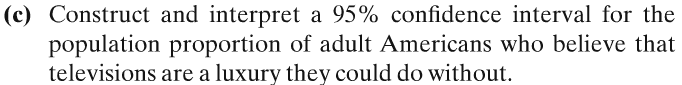 (c) Construct and interpret a 95% confidence interval for the
population proportion of adult Americans who believe that
televisions are a luxury they could do without.